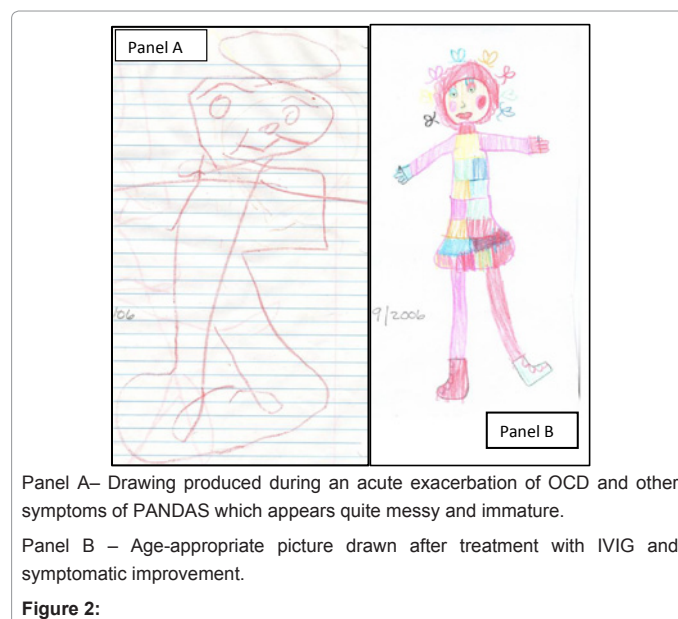 Panel A
/06
9/2006
Panel B
Panel A– Drawing produced during an acute exacerbation of OCD and other
symptoms of PANDAS which appears quite messy and immature.
Panel B – Age-appropriate picture drawn after treatment with IVIG and
symptomatic improvement.
Figure 2: